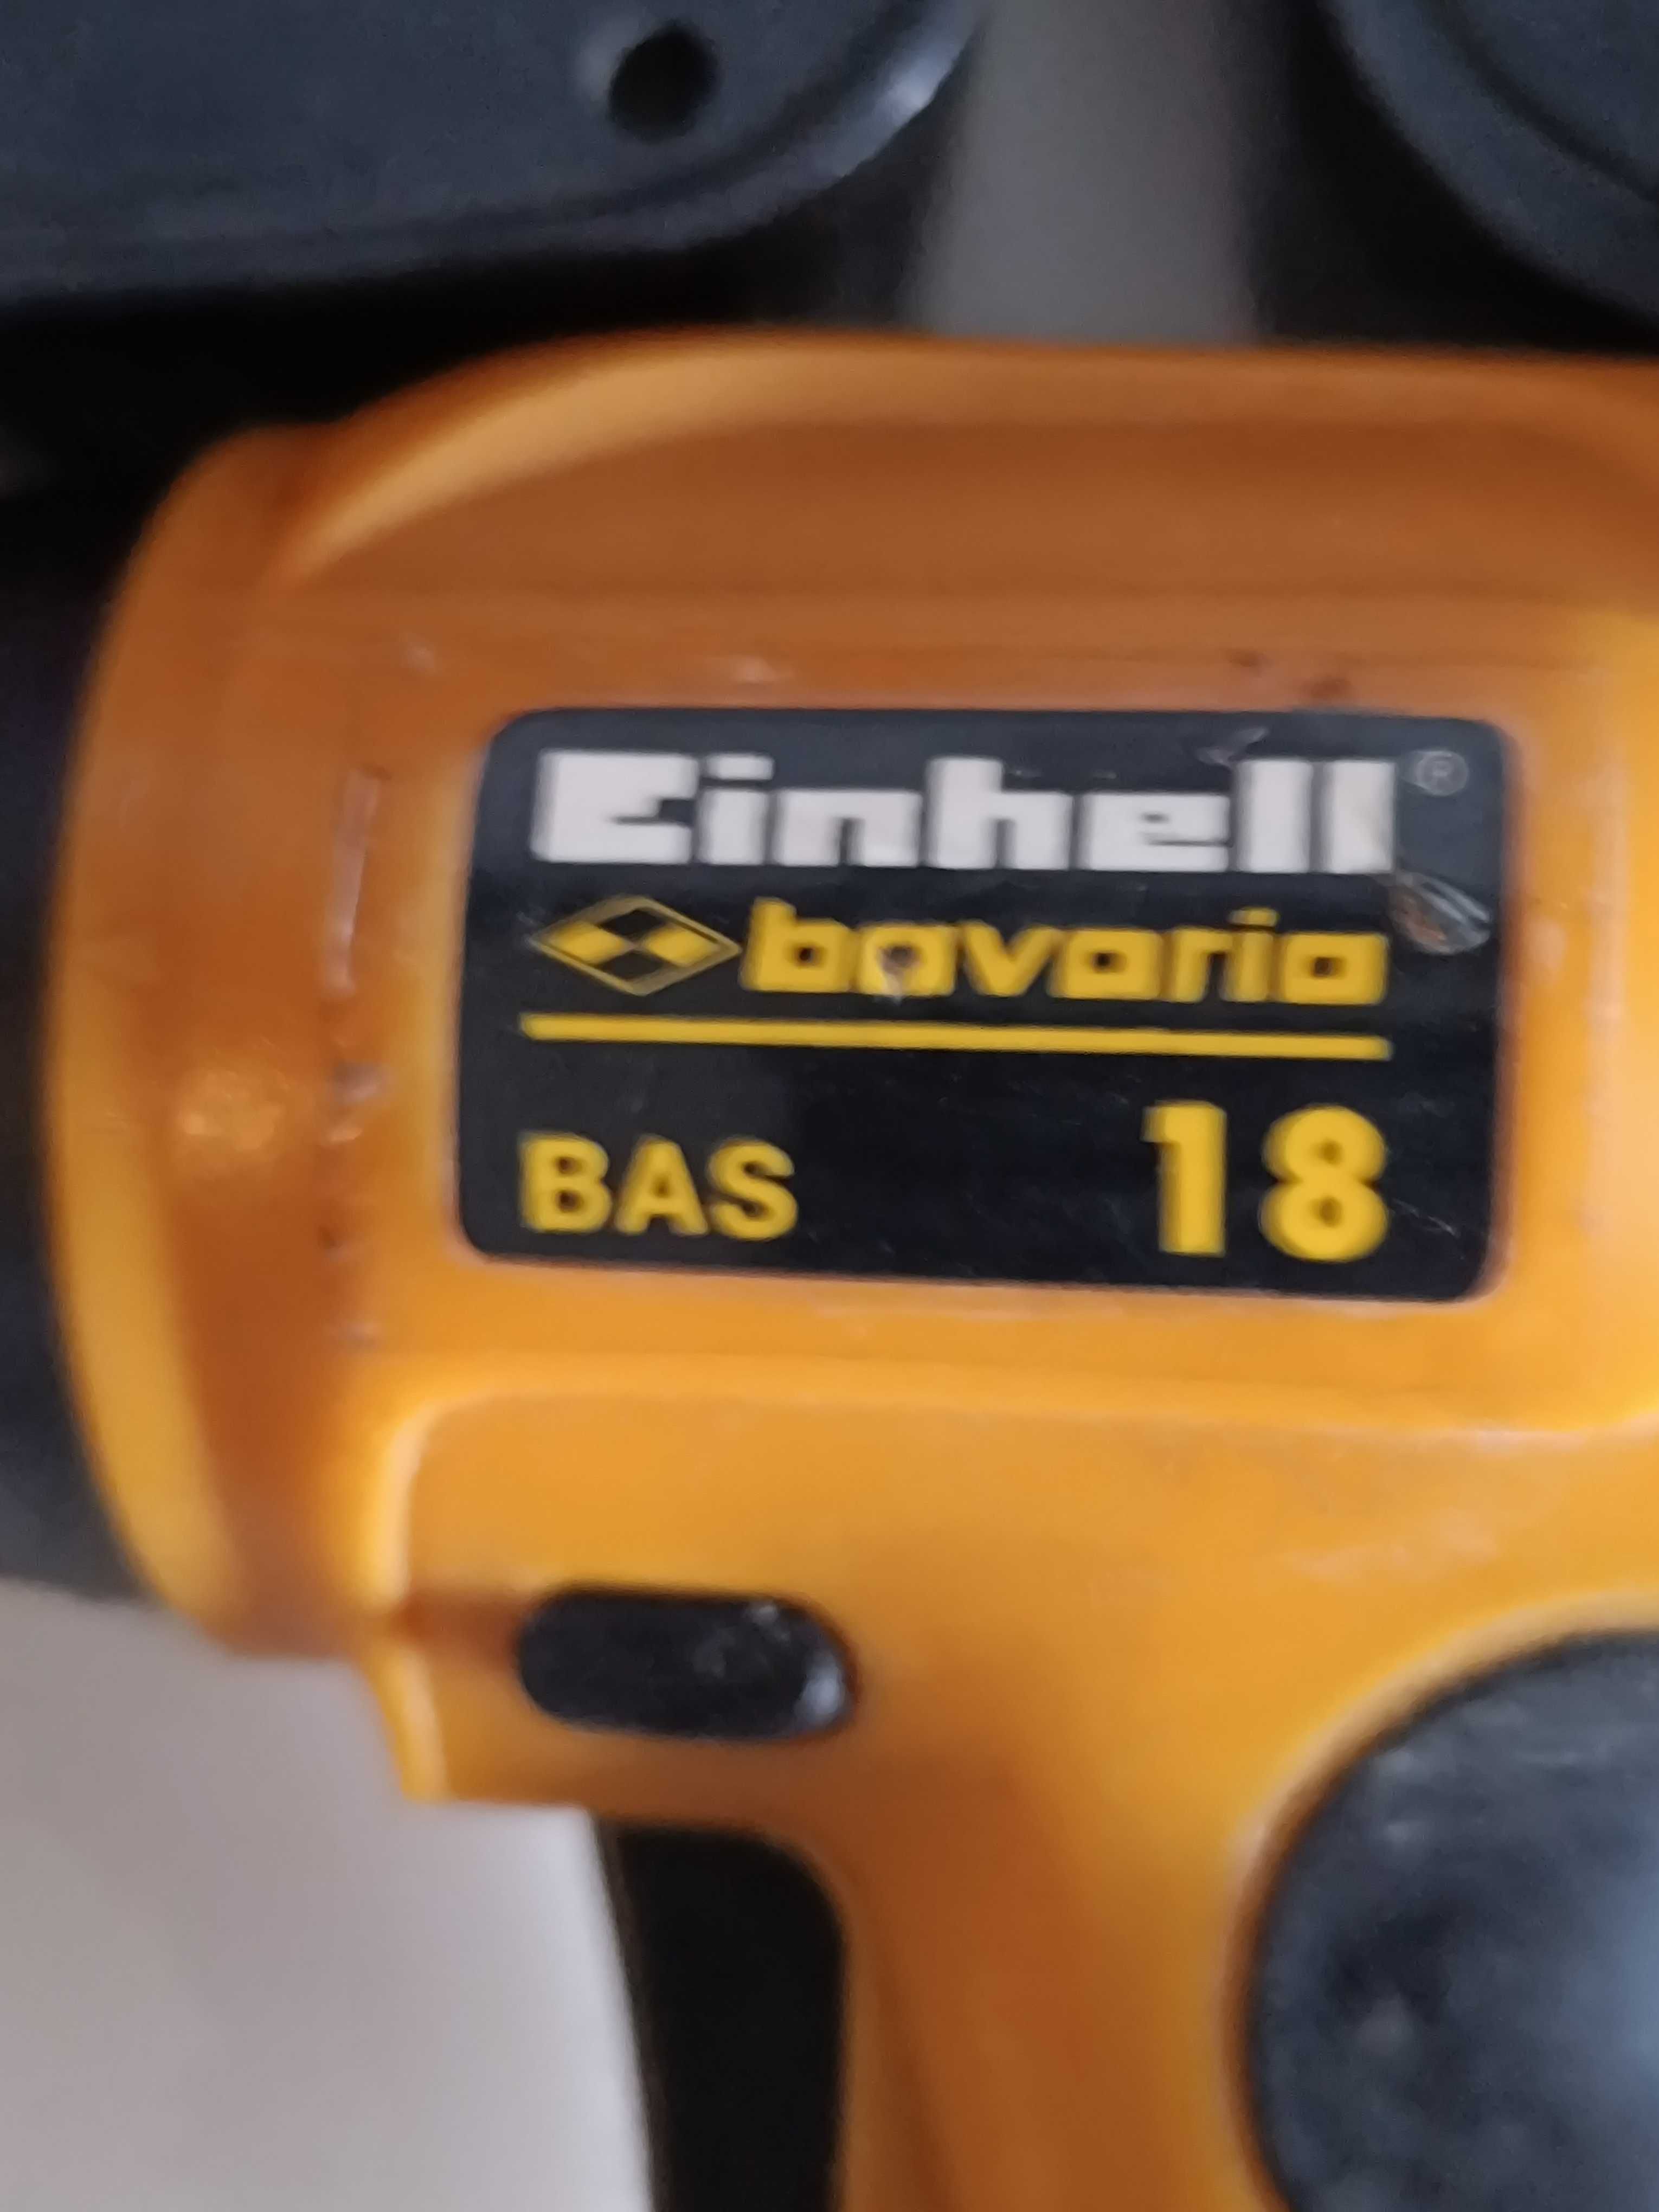 Einhell®
bavaria
BAS 18